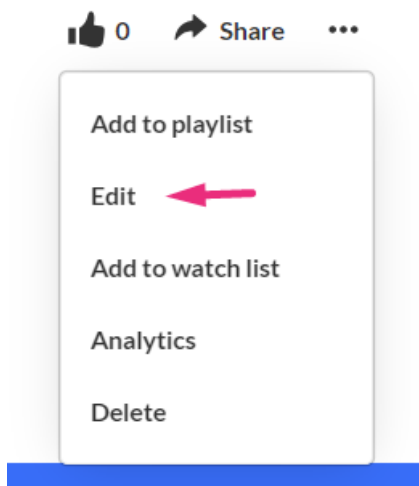 0 Share
Add to playlist
Edit
Add to watch list
Analytics
Delete